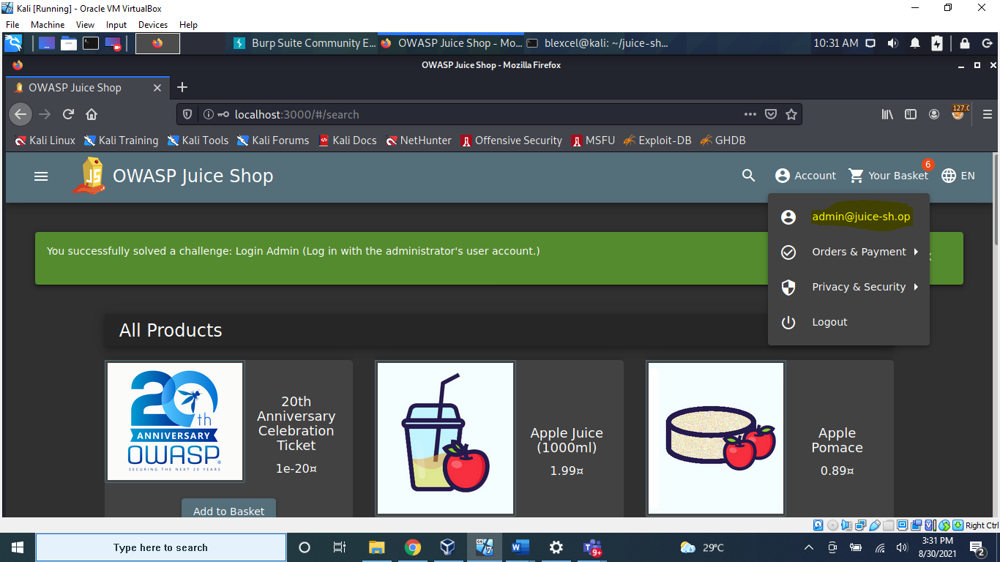 Kali [Running] - Oracle VM VirtualBox
File Machine View Input Devices Help
Burp Suite Community E... OWASP Juice Shop - Mo... blexcel@kali: ~/juice-sh... 10:31 AM
OWASP Juice Shop - Mozilla Firefox
OWASP Juice Shop
localhost:3000/#/search
127.0
Kali Linux Kali Training Kali Tools Kali Forums Kali Docs NetHunter Offensive Security MSFU Exploit-DB GHDB
JS
OWASP Juice Shop
Account
Your Basket
6
EN
admin@juice-sh.op
Orders & Payment
Privacy & Security
Logout
You successfully solved a challenge: Login Admin (Log in with the administrator's user account.)
X
All Products
20th
ANNIVERSARY
OWASP
SECURING THE NEXT 20 YEARS
20th
Anniversary
Celebration
Ticket
1e-20¤
Add to Basket
Apple Juice
(1000ml)
1.99¤
Apple
Pomace
0.89¤
Right Ctrl
Type here to search
9+
29°C
3:31 PM
8/30/2021
2